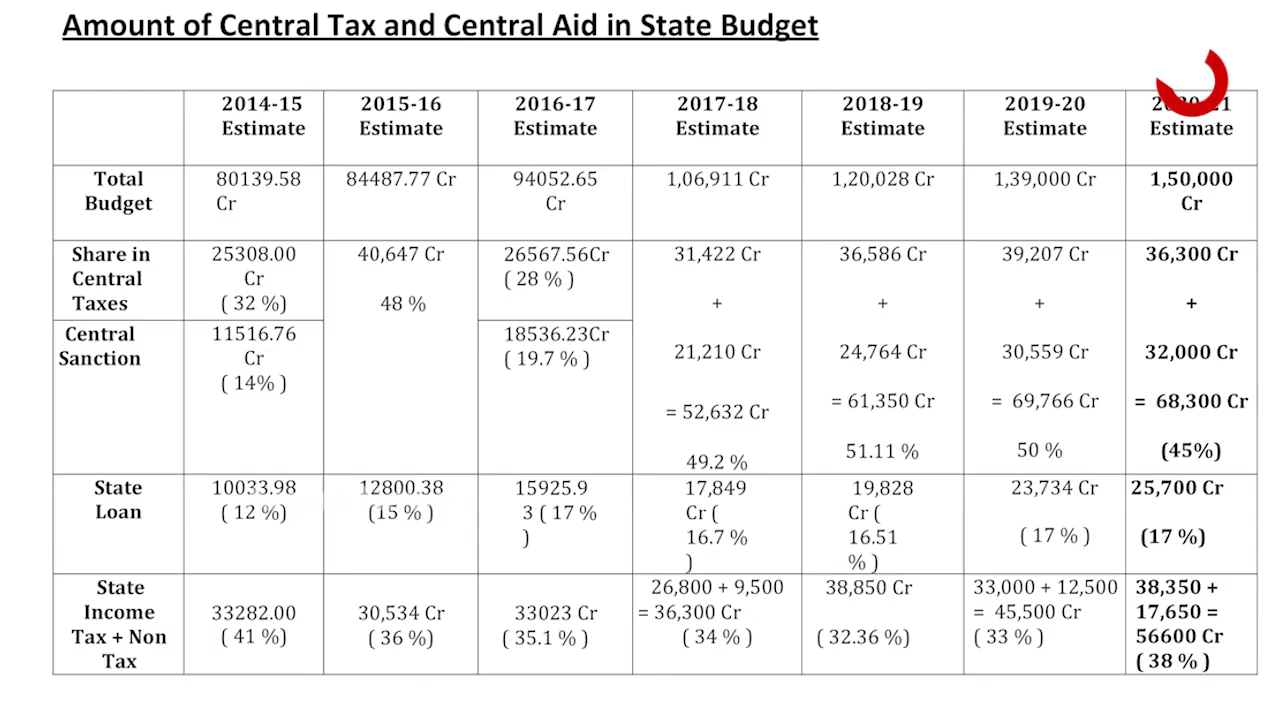 Amount of Central Tax and Central Aid in State Budget
2014-15 Estimate
2015-16 Estimate
2016-17 Estimate
2017-18 Estimate
2018-19 Estimate
2019-20 Estimate
Estimate
Total Budget
80139.58 Cr
84487.77 Cr
94052.65 Cr
1,06,911 Cr
1,20,028 Cr
1,39,000 Cr
1,50,000 Cr
Share in Central Taxes
25308.00 Cr
( 32 %)
40,647 Cr
48 %
26567.56Cr
( 28 % )
31,422 Cr
+
21,210 Cr
= 52,632 Cr
49.2 %
36,586 Cr
+
24,764 Cr
= 61,350 Cr
51.11 %
39,207 Cr
+
30,559 Cr
= 69,766 Cr
50 %
36,300 Cr
+
32,000 Cr
= 68,300 Cr
(45%)
Central Sanction
11516.76 Cr
( 14% )
18536.23Cr
( 19.7 % )
State Loan
10033.98
( 12 %)
12800.38
(15 % )
15925.9
3 ( 17 %
)
17,849
Cr (
16.7 %
)
19,828
Cr (
16.51
% )
23,734 Cr
( 17 % )
25,700 Cr
(17 %)
State
Income
Tax + Non
Tax
33282.00
( 41 %)
30,534 Cr
( 36 %)
33023 Cr
( 35.1 % )
26,800 + 9,500
= 36,300 Cr
( 34 % )
38,850 Cr
( 32.36 %)
33,000 + 12,500
= 45,500 Cr
( 33 % )
38,350 +
17,650 =
56600 Cr
( 38 % )